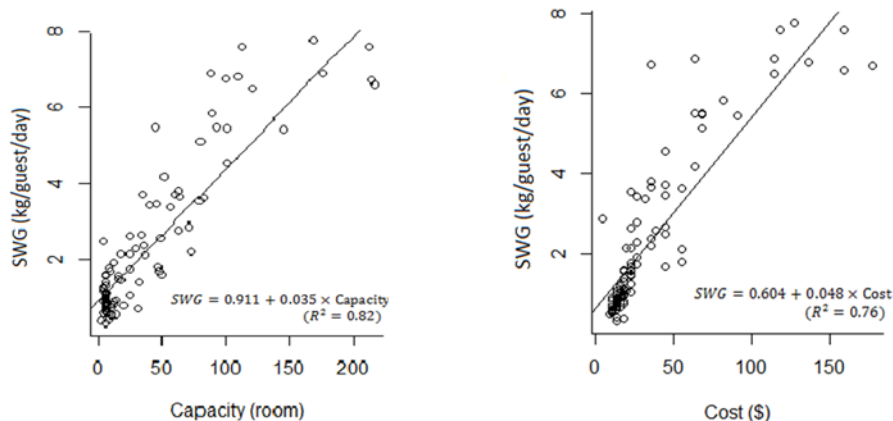 8
6
4
2
SWG (kg/guest/day)
SWG = 0.911 + 0.035 × Capacity
(R² = 0.82)
0 50 100 150 200
Capacity (room)
8
6
4
2
SWG (kg/guest/day)
SWG = 0.604 + 0.048 × Cost
(R² = 0.76)
0 50 100 150
Cost ($)